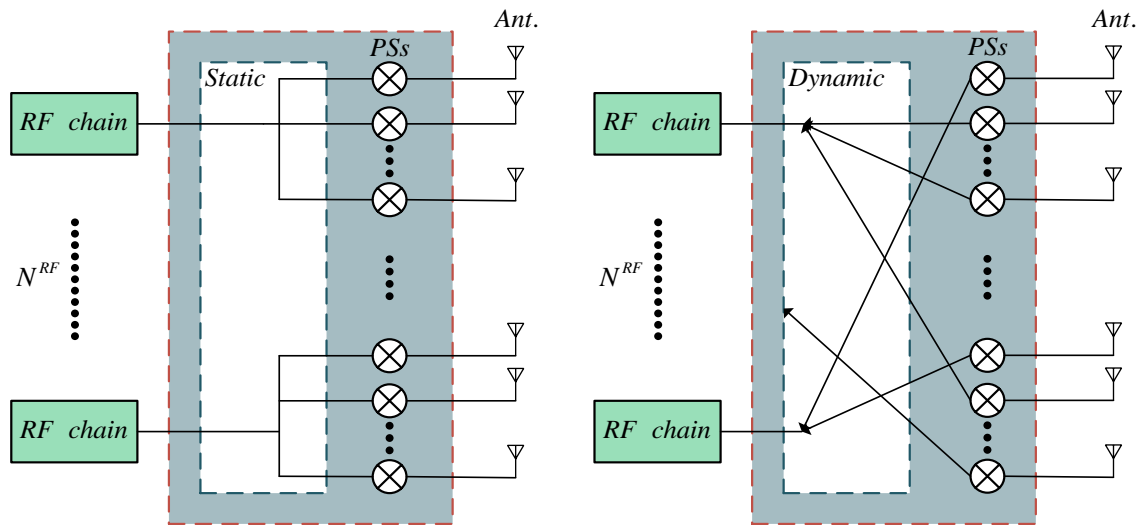 Ant.
PSs
Static
RF chain
N^RF
RF chain
Ant.
PSs
Dynamic
RF chain
N^RF
RF chain